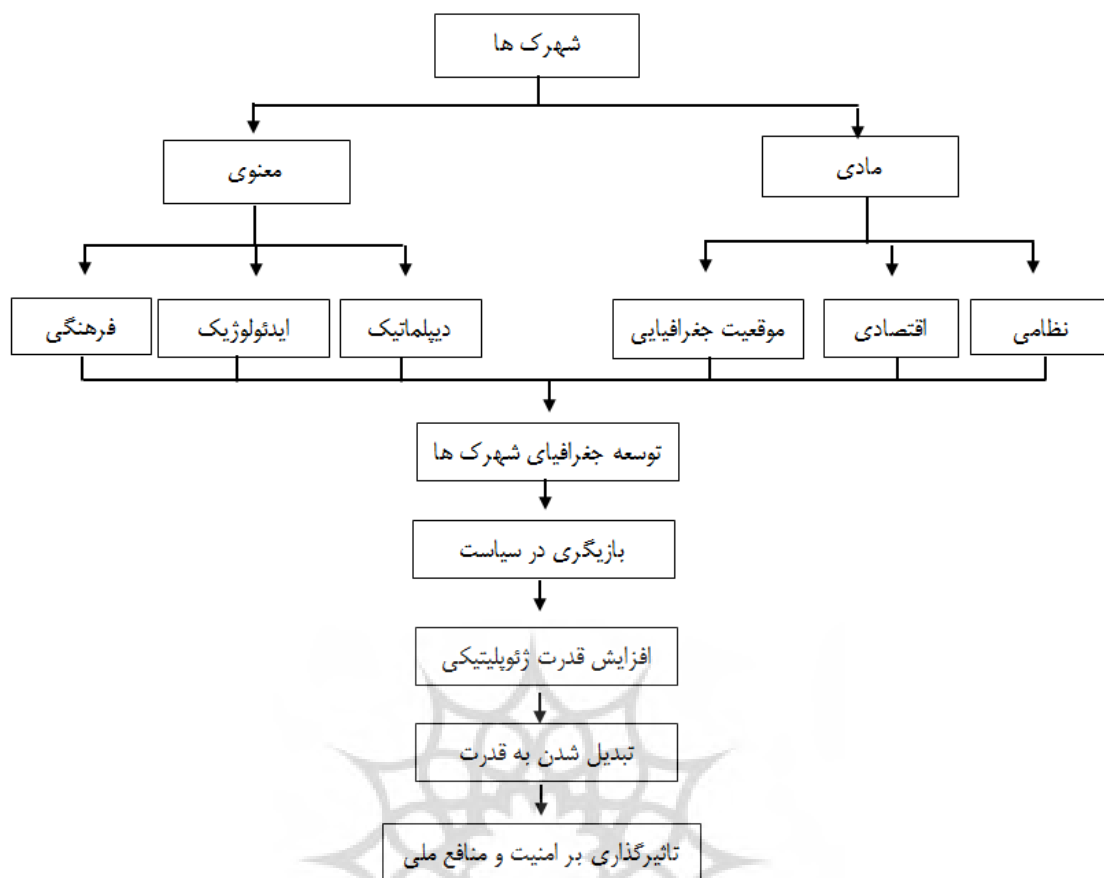 شهرک ها
مادی
معنوی
نظامی
اقتصادی
موقعیت جغرافیایی
دیپلماتیک
ایدئولوژیک
فرهنگی
توسعه جغرافیای شهرک ها
بازیگری در سیاست
افزایش قدرت ژئوپلیتیکی
تبدیل شدن به قدرت
تاثیرگذاری بر امنیت و منافع ملی